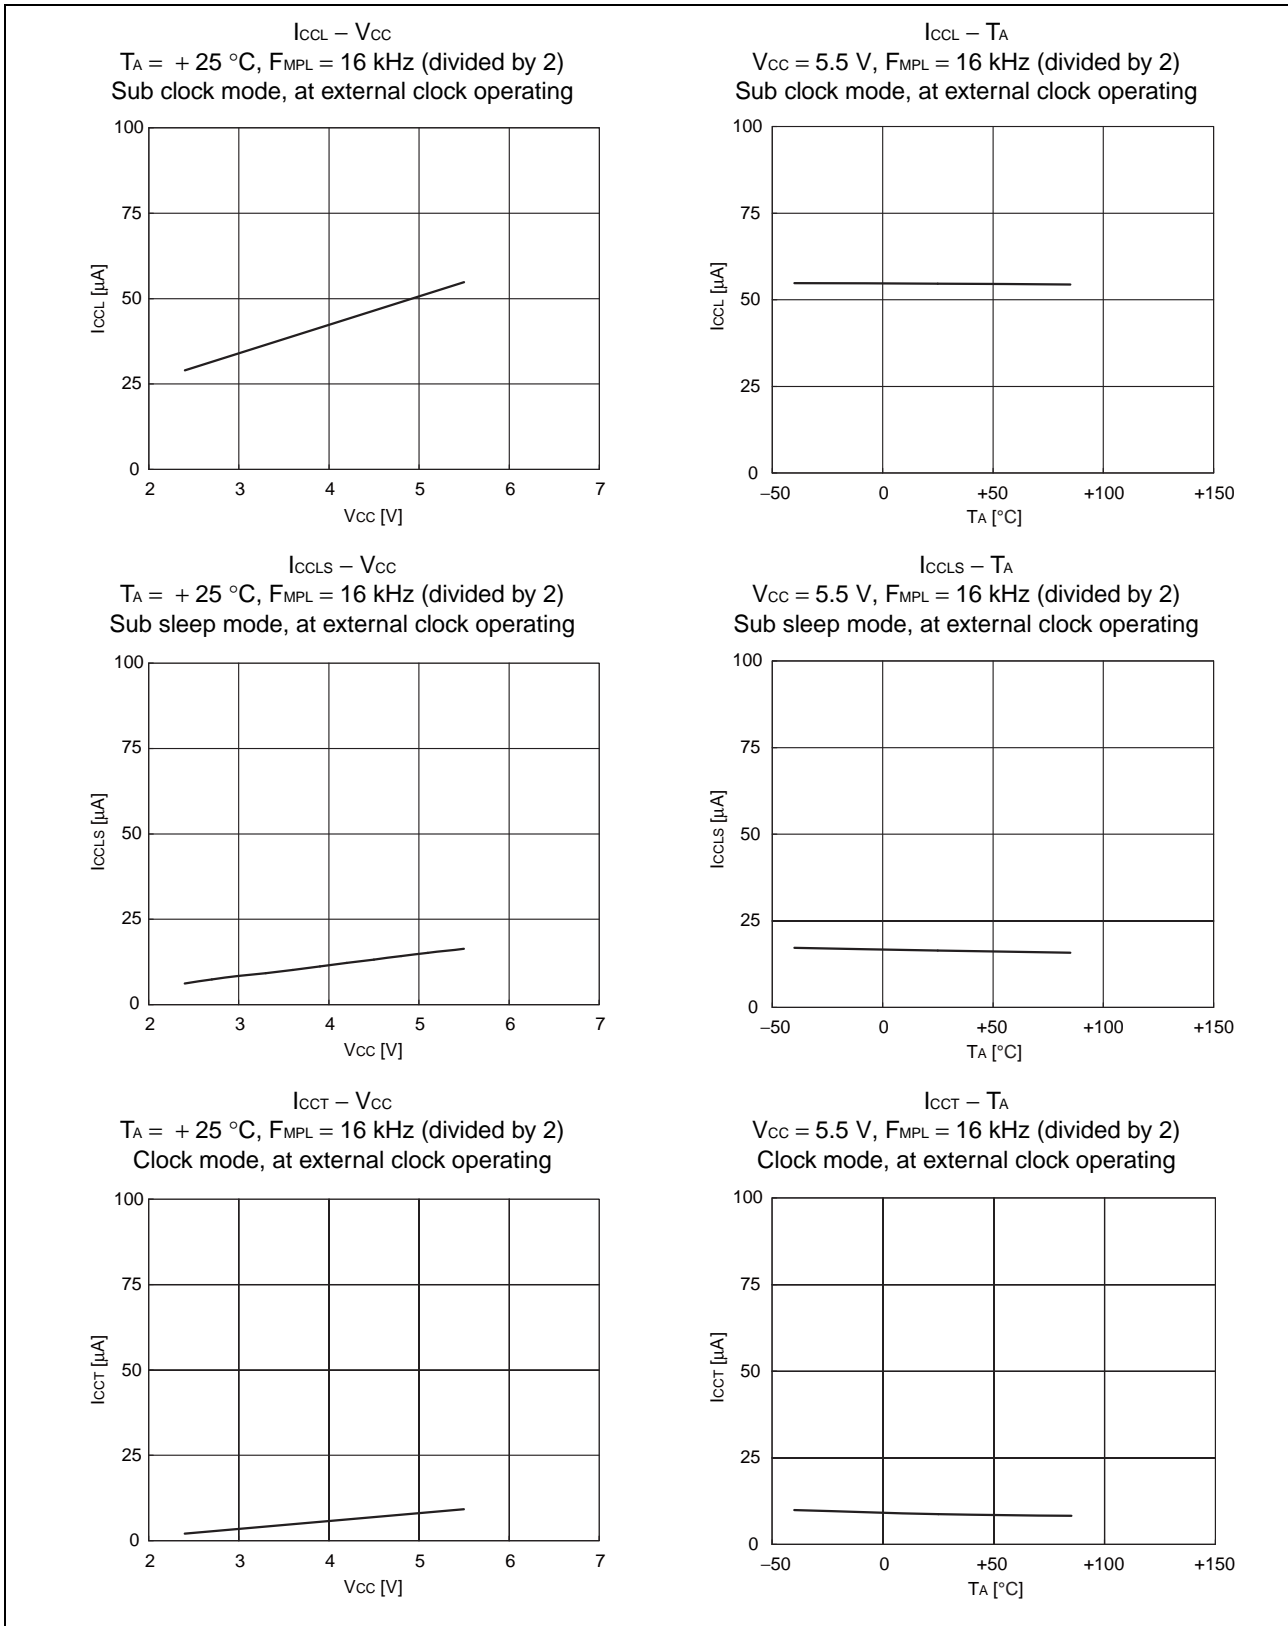 ICCL – VCC
TA = + 25 °C, FMPL = 16 kHz (divided by 2)
Sub clock mode, at external clock operating
100
75
50
25
0
ICCL [µA]
2 3 4 5 6 7
VCC [V]
ICCL – TA
VCC = 5.5 V, FMPL = 16 kHz (divided by 2)
Sub clock mode, at external clock operating
100
75
50
25
0
ICCL [µA]
−50 0 +50 +100 +150
TA [°C]
ICCLS – VCC
TA = + 25 °C, FMPL = 16 kHz (divided by 2)
Sub sleep mode, at external clock operating
100
75
50
25
0
ICCLS [µA]
2 3 4 5 6 7
VCC [V]
ICCLS – TA
VCC = 5.5 V, FMPL = 16 kHz (divided by 2)
Sub sleep mode, at external clock operating
100
75
50
25
0
ICCLS [µA]
−50 0 +50 +100 +150
TA [°C]
ICCT – VCC
TA = + 25 °C, FMPL = 16 kHz (divided by 2)
Clock mode, at external clock operating
100
75
50
25
0
ICCT [µA]
2 3 4 5 6 7
VCC [V]
ICCT – TA
VCC = 5.5 V, FMPL = 16 kHz (divided by 2)
Clock mode, at external clock operating
100
75
50
25
0
ICCT [µA]
−50 0 +50 +100 +150
TA [°C]